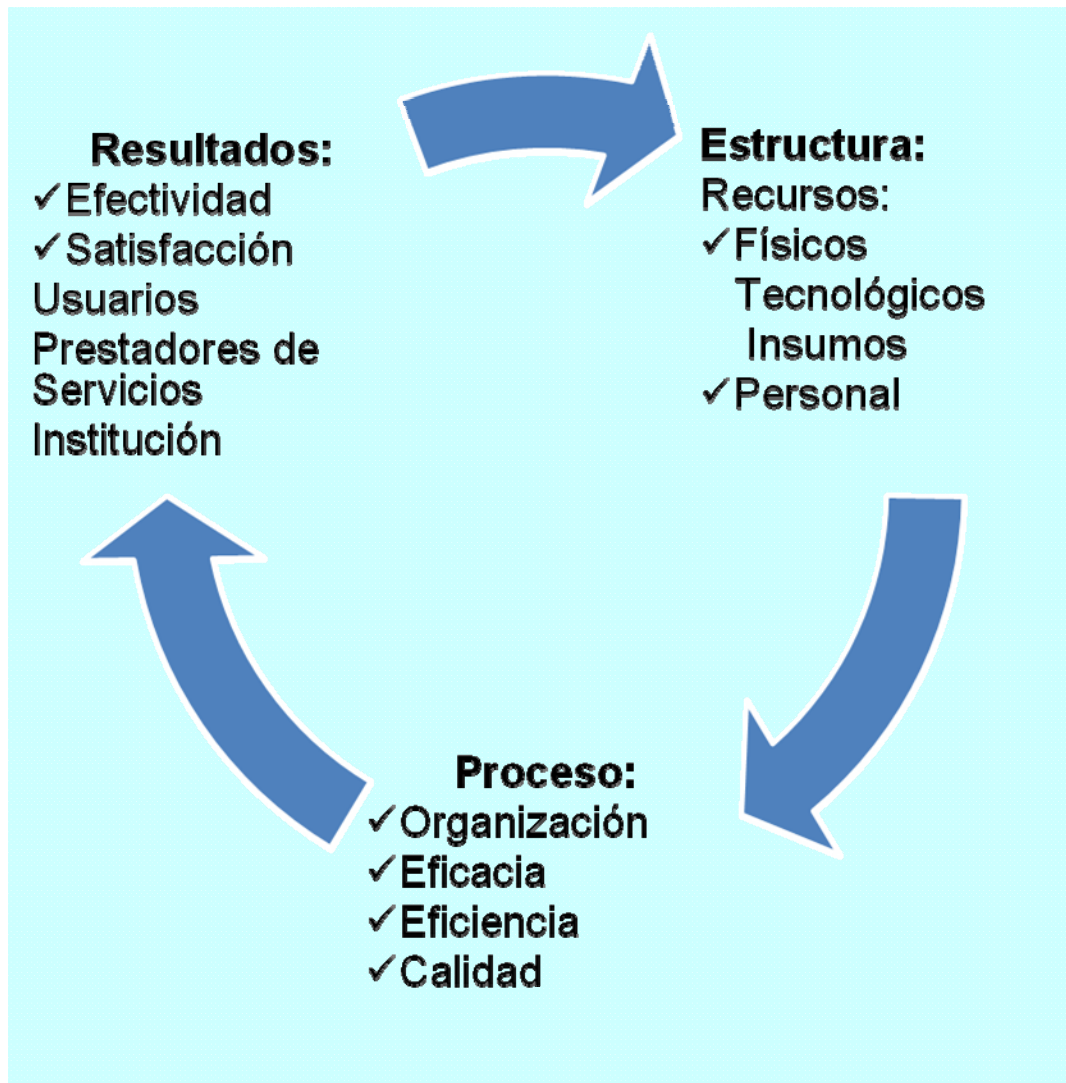 Resultados:
✓Efectividad
✓Satisfacción
Usuarios
Prestadores de
Servicios
Institución
Estructura:
Recursos:
✓Físicos
Tecnológicos
Insumos
✓Personal
Proceso:
✓Organización
✓Eficacia
✓Eficiencia
✓Calidad